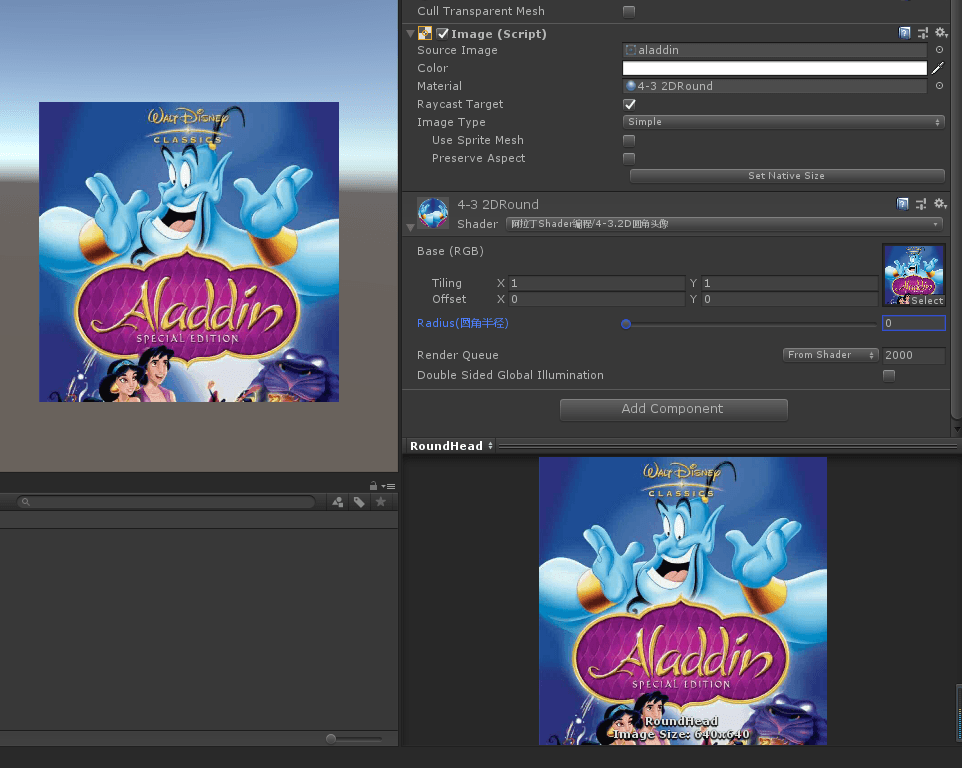 Cull Transparent Mesh
Image (Script)
Source Image
aladdin
Color
Material
4-3 2DRound
Raycast Target
Image Type
Simple
Use Sprite Mesh
Preserve Aspect
Set Native Size
4-3 2DRound
Shader
阿拉丁Shader编程/4-3.2D圆角头像
Base (RGB)
Tiling X 1 Y 1
Offset X 0 Y 0
Select
Radius(圆角半径)
0
Render Queue
From Shader
2000
Double Sided Global Illumination
Add Component
RoundHead
WALT DISNEY
CLASSICS
Aladdin
SPECIAL EDITION
WALT DISNEY
CLASSICS
Aladdin
SPECIAL EDITION
RoundHead
Image Size: 640x640